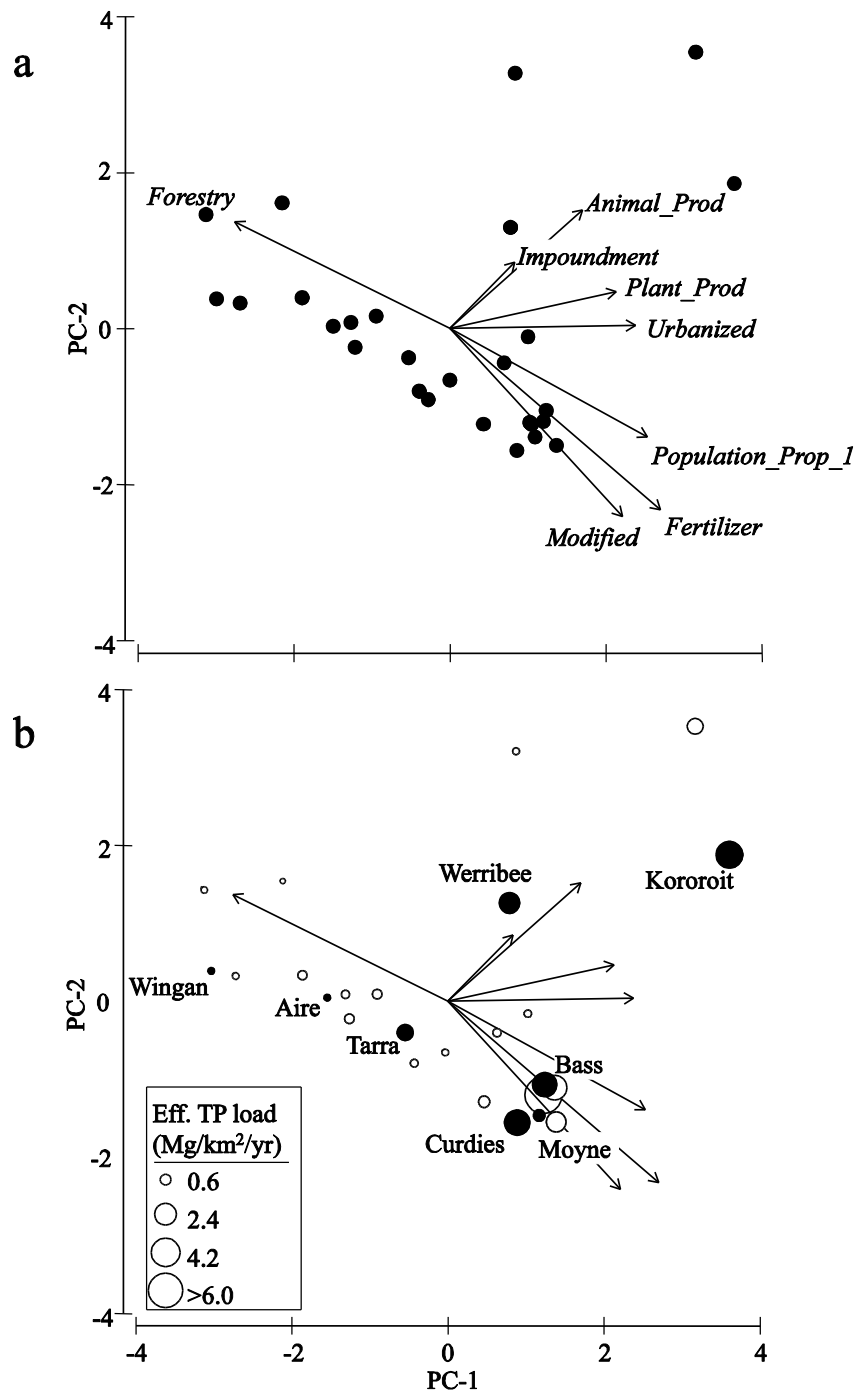 a
4
2
0
-2
-4
PC-2
Forestry
Animal_Prod
Impoundment
Plant_Prod
Urbanized
Population_Prop_1
Fertilizer
Modified
b
4
2
0
-2
-4
PC-2
Werribee
Kororoit
Wingan
Aire
Tarra
Bass
Curdies
Moyne
Eff. TP load
(Mg/km²/yr)
0.6
2.4
4.2
>6.0
-4
-2
0
2
4
PC-1